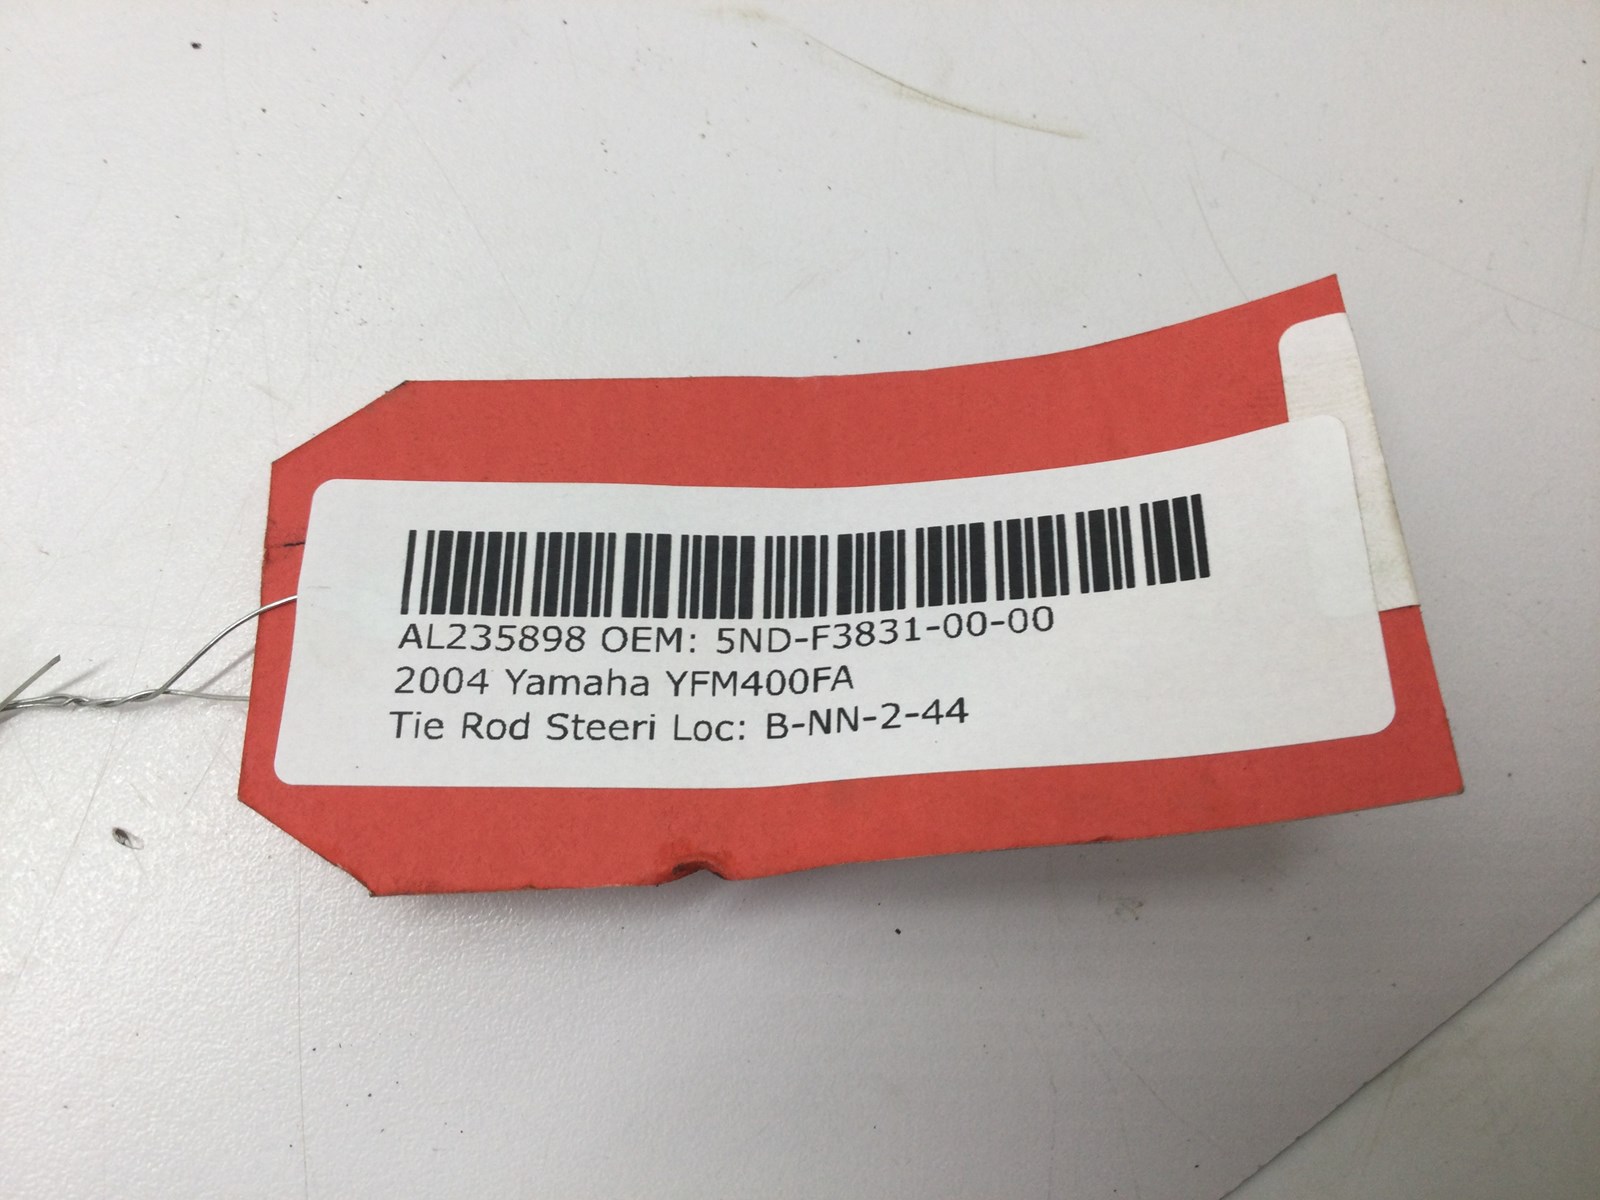 AL235898 OEM: 5ND-F3831-00-00
2004 Yamaha YFM400FA
Tie Rod Steeri Loc: B-NN-2-44